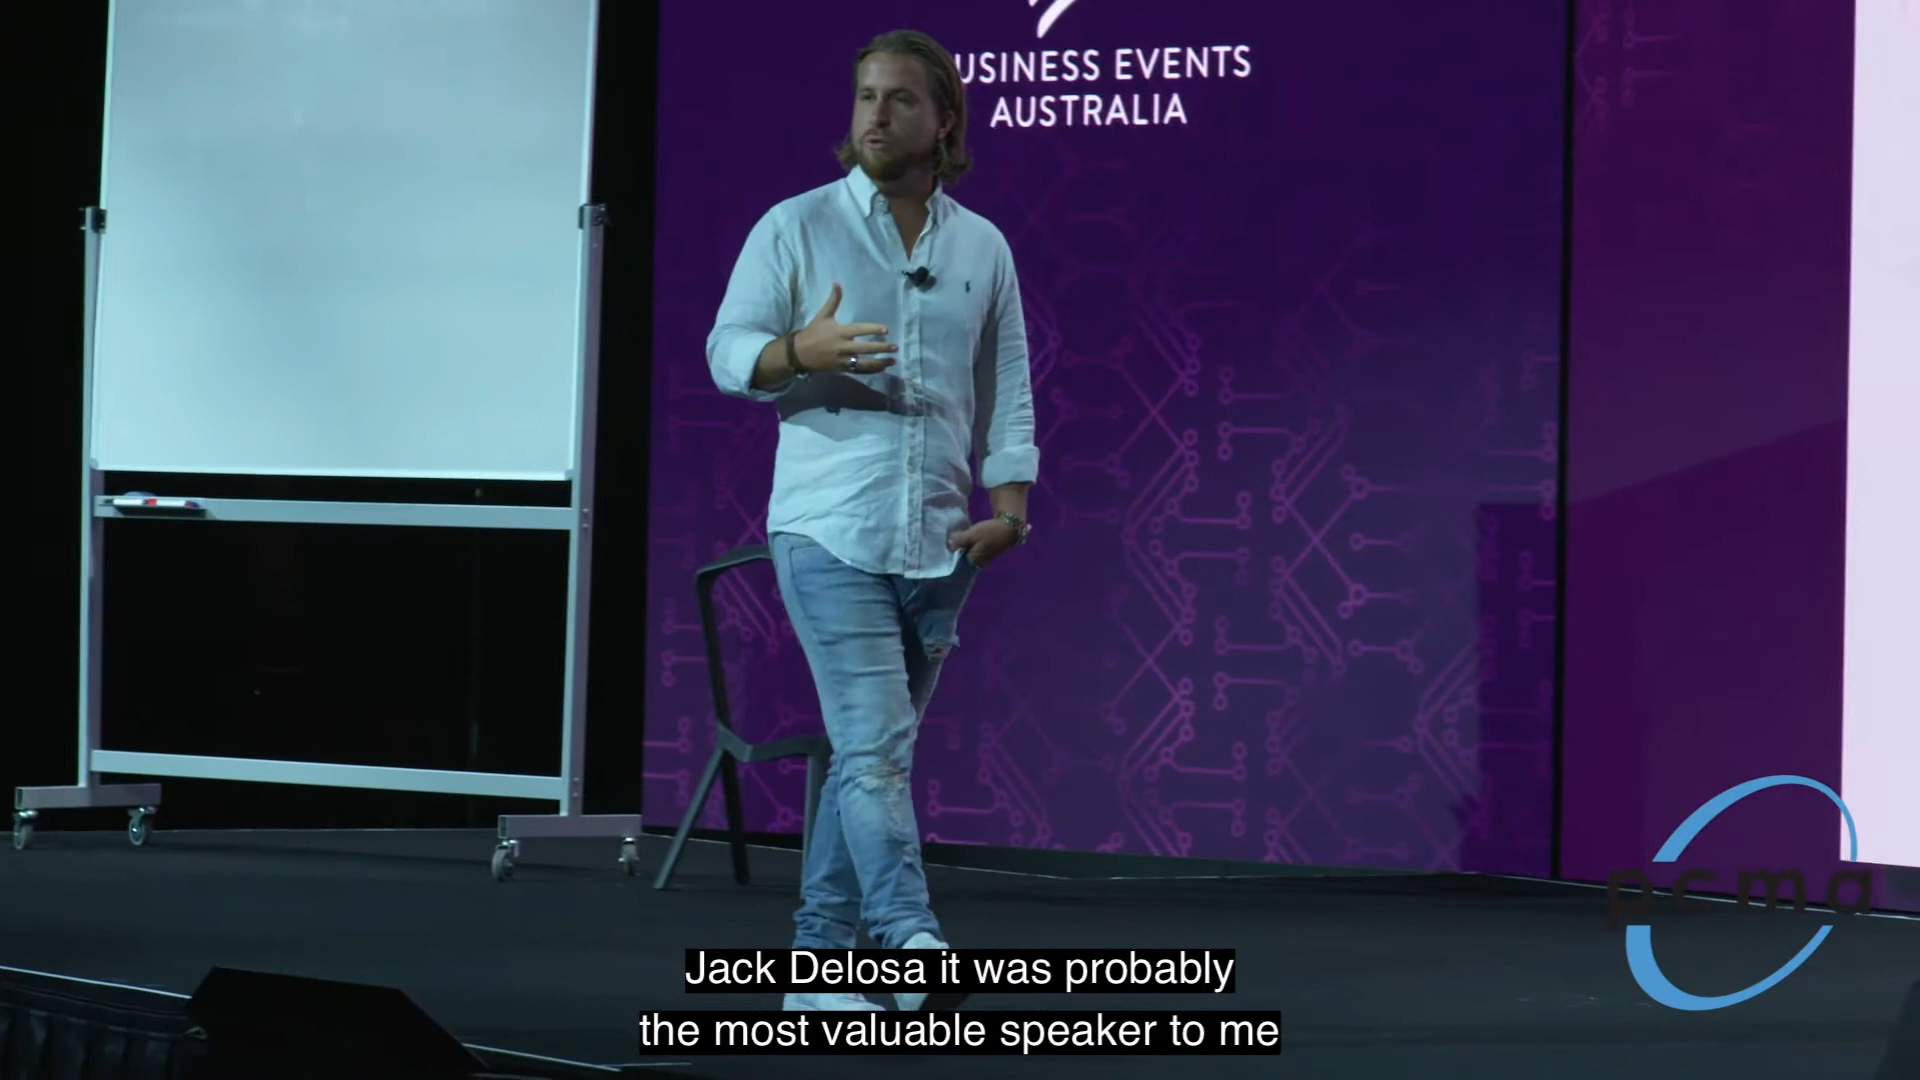 USINESS EVENTS
AUSTRALIA
pcma
Jack Delosa it was probably
the most valuable speaker to me